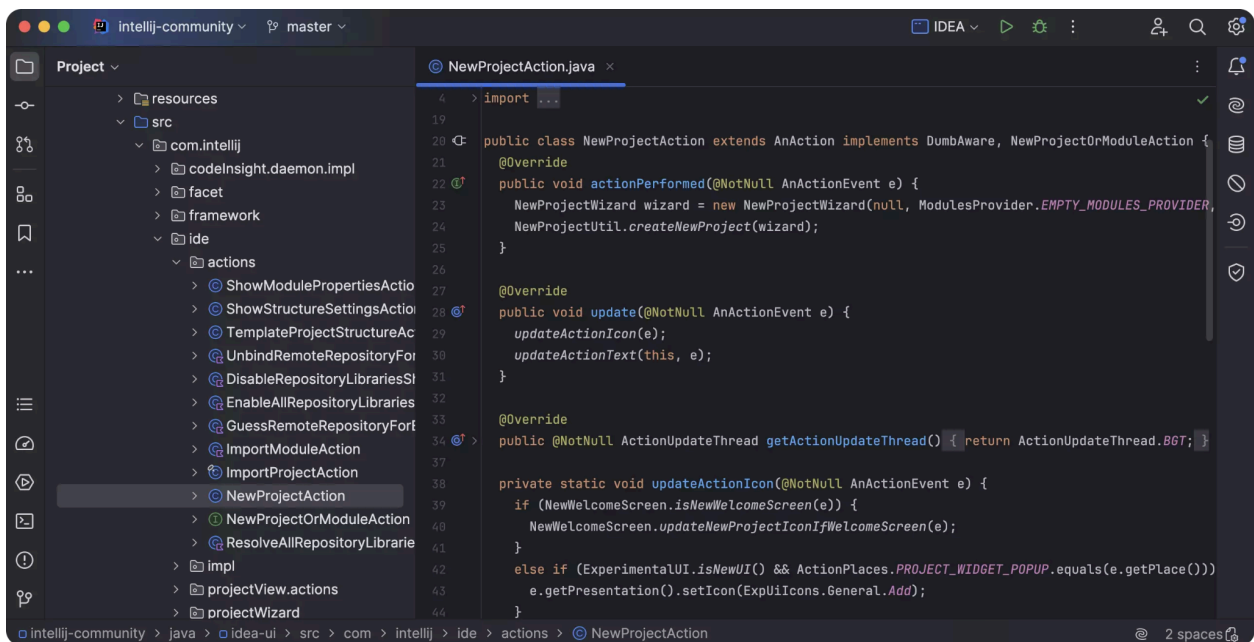 intellij-community master IDEA
Project
resources
src
com.intellij
codeInsight.daemon.impl
facet
framework
ide
actions
ShowModulePropertiesActio
ShowStructureSettingsAction
TemplateProjectStructureAc
UnbindRemoteRepositoryFor
DisableRepositoryLibrariesSh
EnableAllRepositoryLibraries
GuessRemoteRepositoryForE
ImportModuleAction
ImportProjectAction
NewProjectAction
NewProjectOrModuleAction
ResolveAllRepositoryLibrarie
impl
projectView.actions
projectWizard
NewProjectAction.java
4 import ...
19
20 public class NewProjectAction extends AnAction implements DumbAware, NewProjectOrModuleAction {
21 @Override
22 public void actionPerformed(@NotNull AnActionEvent e) {
23 NewProjectWizard wizard = new NewProjectWizard(null, ModulesProvider.EMPTY_MODULES_PROVIDER,
24 NewProjectUtil.createNewProject(wizard);
25 }
26
27 @Override
28 public void update(@NotNull AnActionEvent e) {
29 updateActionIcon(e);
30 updateActionText(this, e);
31 }
32
33 @Override
34 public @NotNull ActionUpdateThread getActionUpdateThread() { return ActionUpdateThread.BGT; }
37
38 private static void updateActionIcon(@NotNull AnActionEvent e) {
39 if (NewWelcomeScreen.isNewWelcomeScreen(e)) {
40 NewWelcomeScreen.updateNewProjectIconIfWelcomeScreen(e);
41 }
42 else if (ExperimentalUI.isNewUI() && ActionPlaces.PROJECT_WIDGET_POPUP.equals(e.getPlace()))
43 e.getPresentation().setIcon(ExpUiIcons.General.Add);
44 }
intellij-community > java > idea-ui > src > com > intellij > ide > actions > NewProjectAction 2 spaces